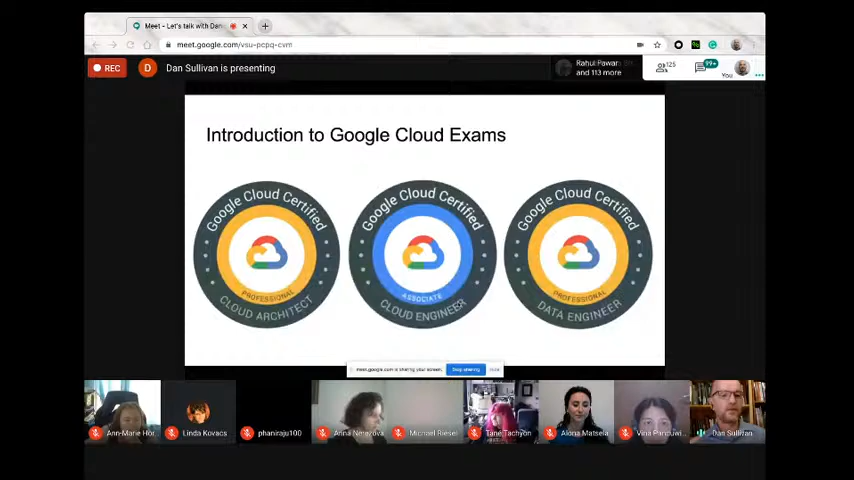 Meet - Let's talk with Dan
meet.google.com/vsu-pcpq-cvm
REC
D
Dan Sullivan is presenting
Rahul Pawar
and 113 more
125
99+
You
Introduction to Google Cloud Exams
Google Cloud Certified
PROFESSIONAL
CLOUD ARCHITECT
Google Cloud Certified
ASSOCIATE
CLOUD ENGINEER
Google Cloud Certified
PROFESSIONAL
DATA ENGINEER
meet.google.com is sharing your screen.
Stop sharing
Hide
Ann-Marie Hor
Linda Kovacs
phaniraju100
Anna Nerezova
Michael Riesel
Tane Tachyon
Alona Matsela
Dan Sullivan